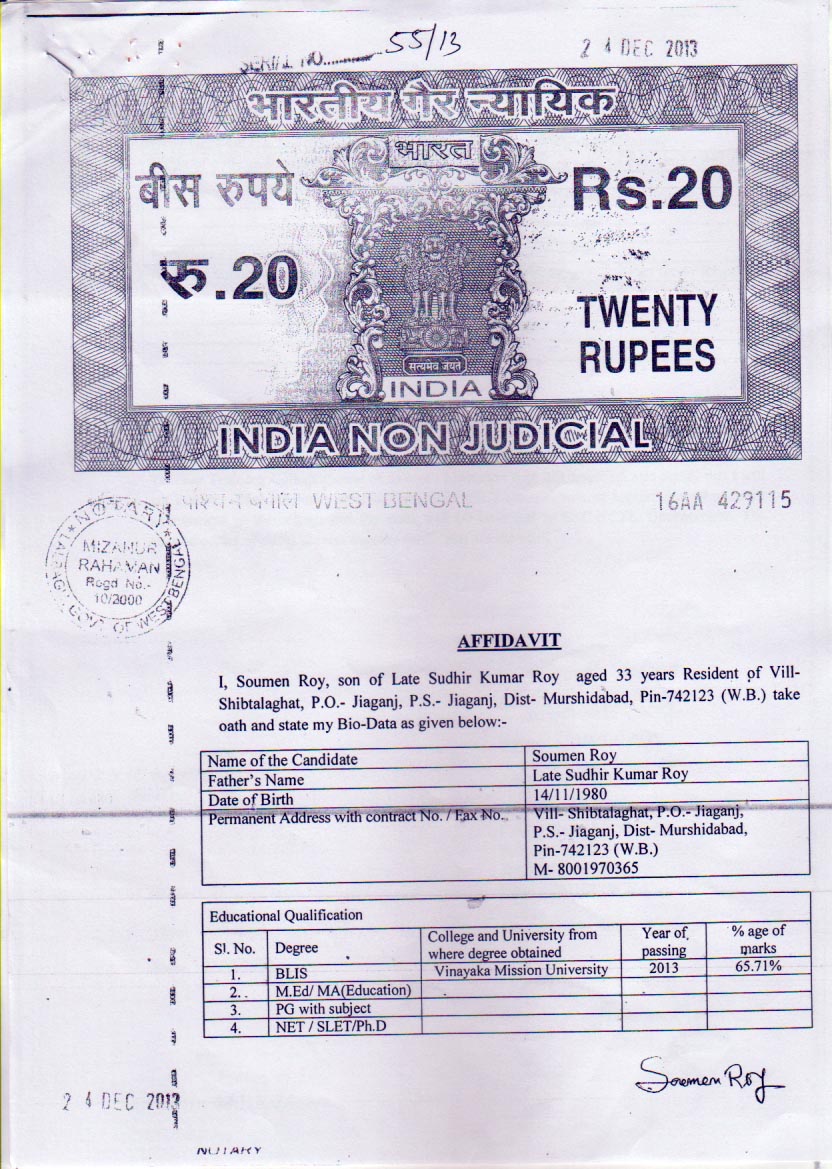 SERIAL NO......... 55/13
2 4 DEC 2013
भारतीय गैर न्यायिक
भारत
बीस रुपये
Rs.20
रु.20
TWENTY
RUPEES
सत्यमेव जयते
INDIA
INDIA NON JUDICIAL
WEST BENGAL
16AA 429115
NOTARY
MIZANUR
RAHAMAN
Regd No.-
10/2000
GOVT. OF WEST BENGAL
AFFIDAVIT
I, Soumen Roy, son of Late Sudhir Kumar Roy aged 33 years Resident of Vill-
Shibtalaghat, P.O.- Jiaganj, P.S.- Jiaganj, Dist- Murshidabad, Pin-742123 (W.B.) take
oath and state my Bio-Data as given below:-
Name of the Candidate Soumen Roy
Father's Name Late Sudhir Kumar Roy
Date of Birth 14/11/1980
Permanent Address with contract No. / Fax No. Vill- Shibtalaghat, P.O.- Jiaganj,
P.S.- Jiaganj, Dist- Murshidabad,
Pin-742123 (W.B.)
M- 8001970365
Educational Qualification
Sl. No. Degree College and University from where degree obtained Year of passing % age of marks
1. BLIS Vinayaka Mission University 2013 65.71%
2. M.Ed/ MA(Education)
3. PG with subject
4. NET / SLET/Ph.D
Soumen Roy
2 4 DEC 2013
NOTARY